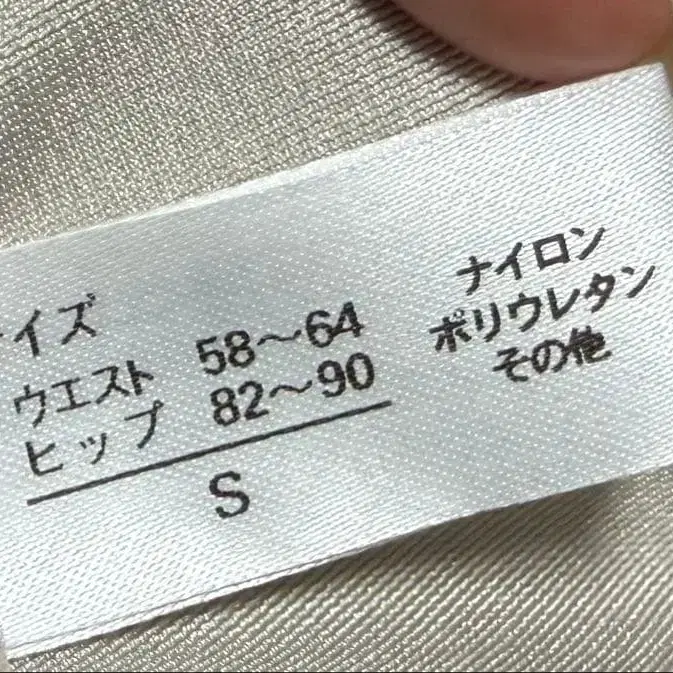 イズ
ウエスト 58〜64
ヒップ 82〜90
S
ナイロン
ポリウレタン
その他